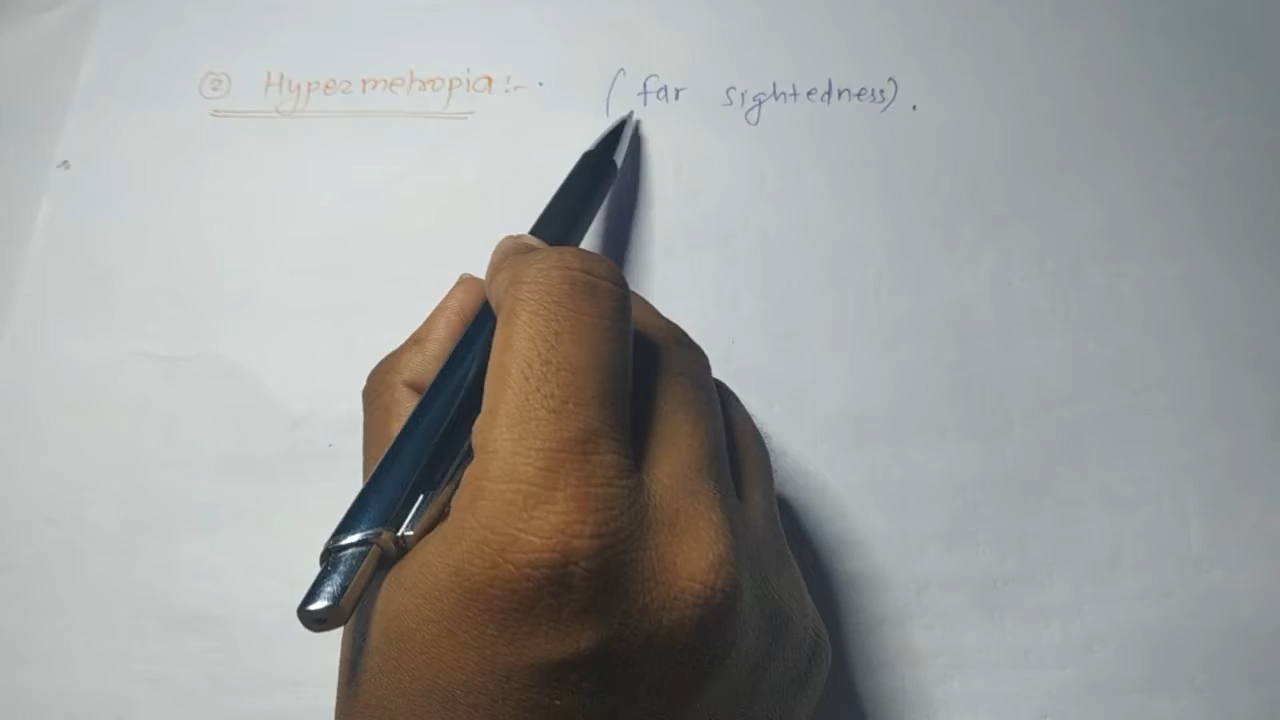 ② Hypermetropia :- (far sightedness).